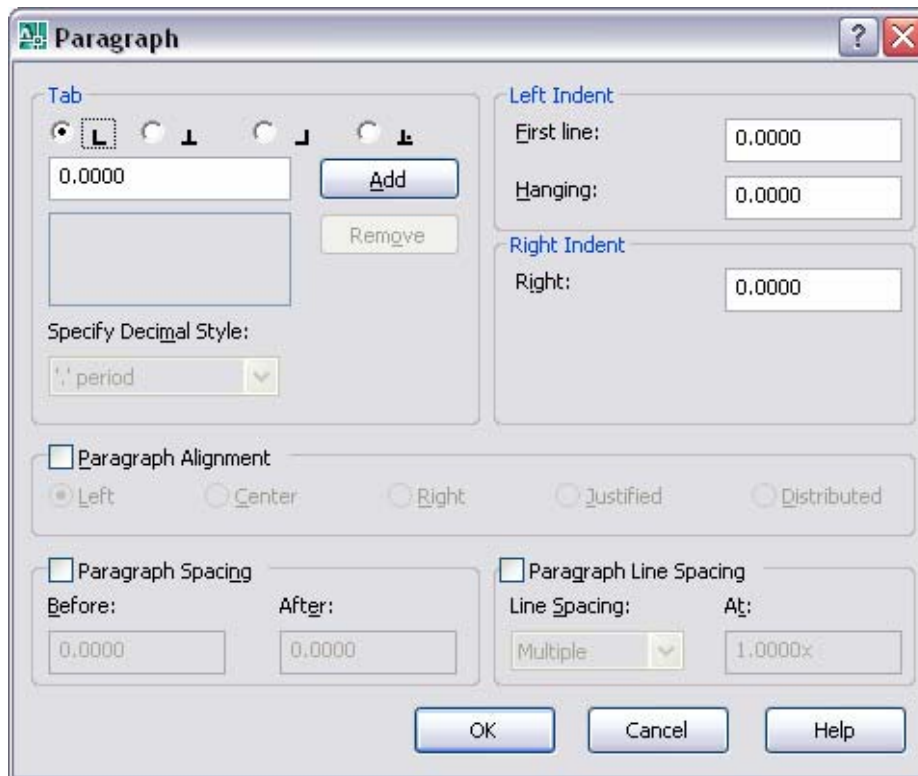 Paragraph
Tab
0.0000
Add
Remove
Specify Decimal Style:
'.' period
Left Indent
First line:
0.0000
Hanging:
0.0000
Right Indent
Right:
0.0000
Paragraph Alignment
Left
Center
Right
Justified
Distributed
Paragraph Spacing
Before:
After:
0.0000
0.0000
Paragraph Line Spacing
Line Spacing:
At:
Multiple
1.0000x
OK
Cancel
Help